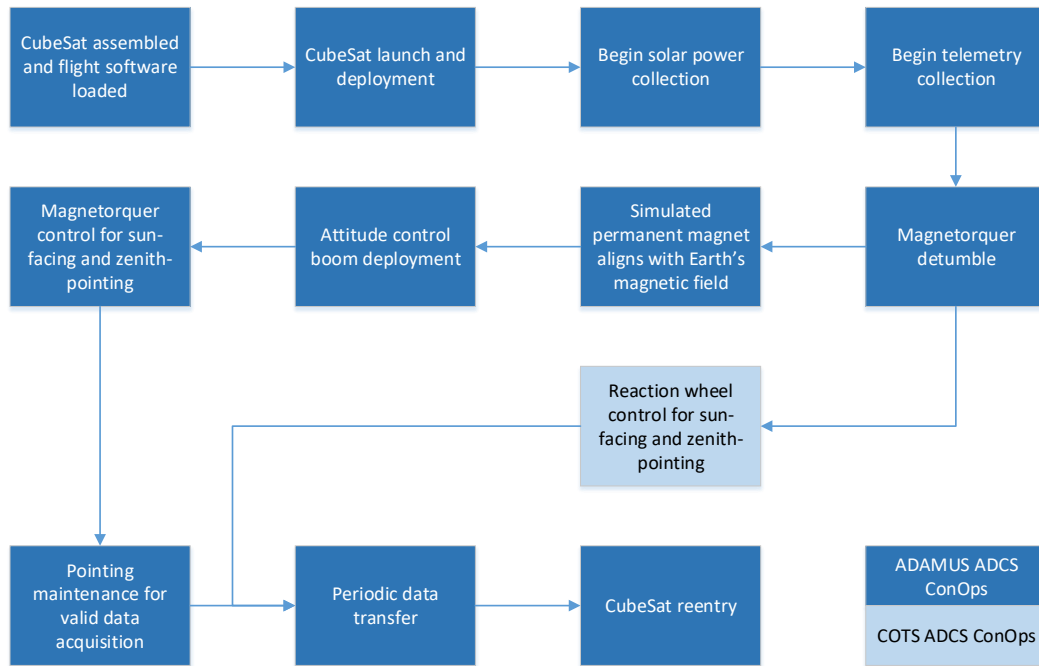 CubeSat assembled
and flight software
loaded
CubeSat launch and
deployment
Begin solar power
collection
Begin telemetry
collection
Magnetorquer
control for sun-
facing and zenith-
pointing
Attitude control
boom deployment
Simulated
permanent magnet
aligns with Earth’s
magnetic field
Magnetorquer
detumble
Reaction wheel
control for sun-
facing and zenith-
pointing
Pointing
maintenance for
valid data
acquisition
Periodic data
transfer
CubeSat reentry
ADAMUS ADCS
ConOps
COTS ADCS ConOps